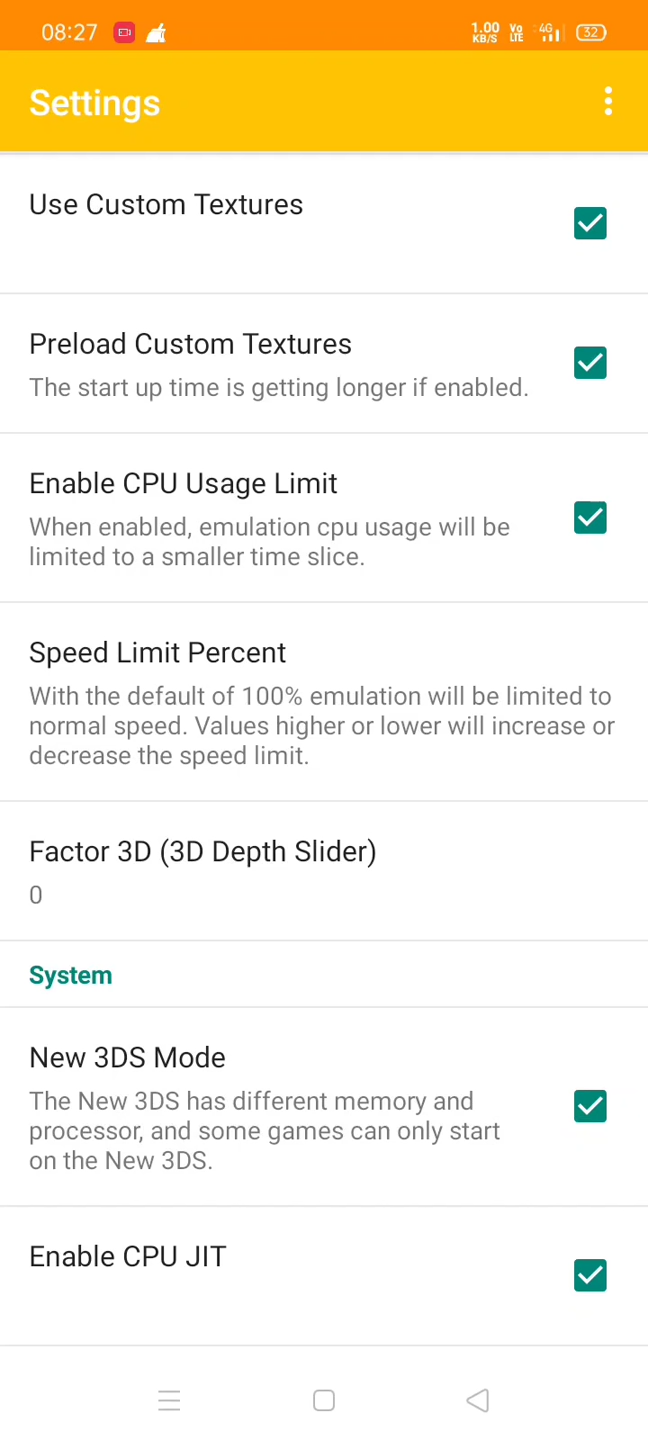 08:27
1.00 KB/S
Vo LTE
4G
32
Settings
Use Custom Textures
Preload Custom Textures
The start up time is getting longer if enabled.
Enable CPU Usage Limit
When enabled, emulation cpu usage will be
limited to a smaller time slice.
Speed Limit Percent
With the default of 100% emulation will be limited to
normal speed. Values higher or lower will increase or
decrease the speed limit.
Factor 3D (3D Depth Slider)
0
System
New 3DS Mode
The New 3DS has different memory and
processor, and some games can only start
on the New 3DS.
Enable CPU JIT